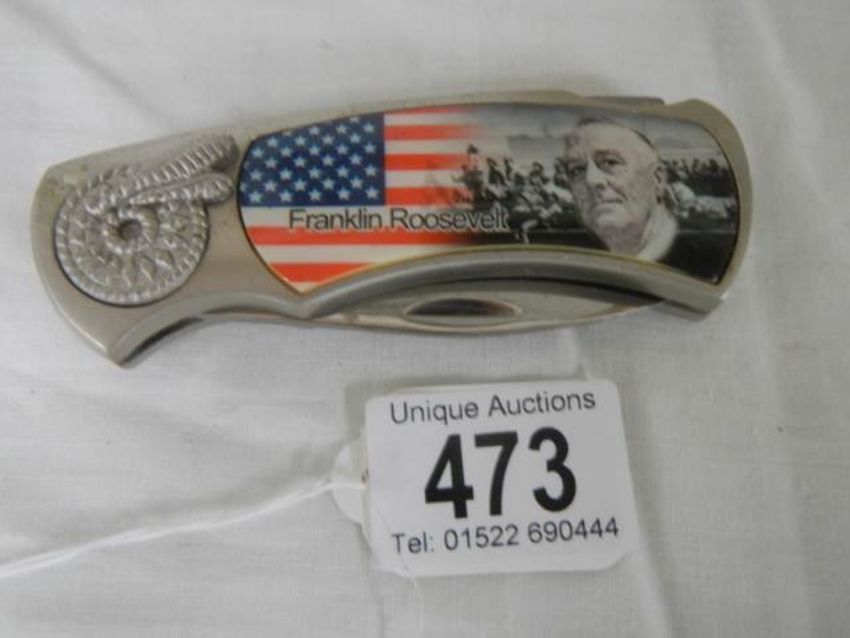 Franklin Roosevelt
Unique Auctions
473
Tel: 01522 690444